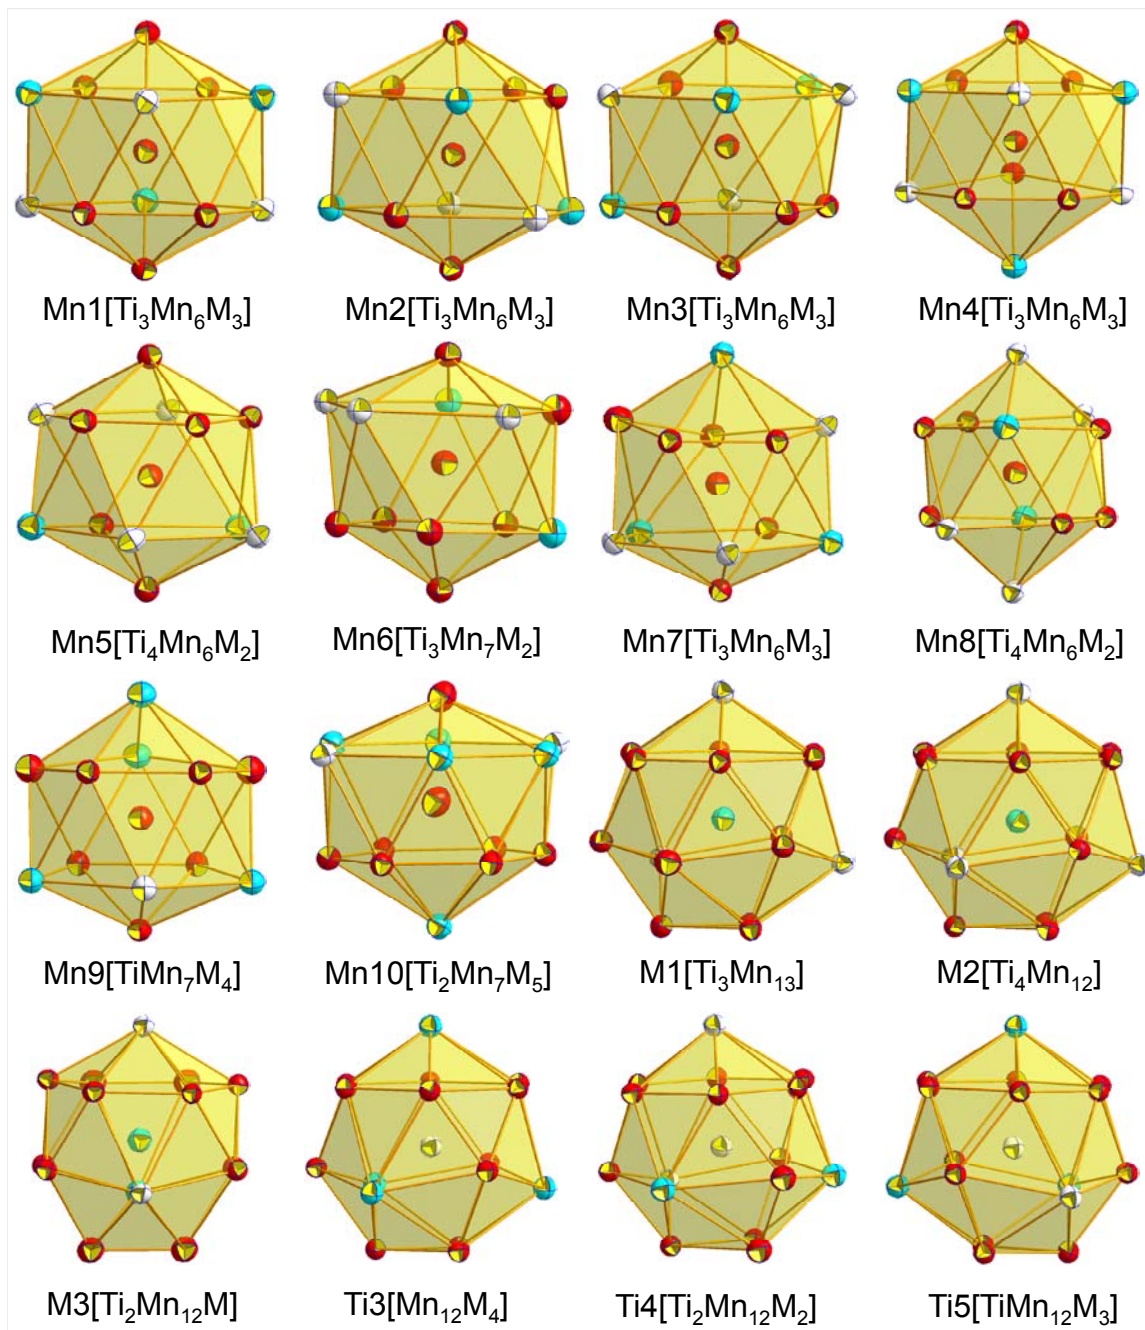 Mn1[Ti₃Mn₆M₃] Mn2[Ti₃Mn₆M₃] Mn3[Ti₃Mn₆M₃] Mn4[Ti₃Mn₆M₃]
Mn5[Ti₄Mn₆M₂] Mn6[Ti₃Mn₇M₂] Mn7[Ti₃Mn₆M₃] Mn8[Ti₄Mn₆M₂]
Mn9[TiMn₇M₄] Mn10[Ti₂Mn₇M₅] M1[Ti₃Mn₁₃] M2[Ti₄Mn₁₂]
M3[Ti₂Mn₁₂M] Ti3[Mn₁₂M₄] Ti4[Ti₂Mn₁₂M₂] Ti5[TiMn₁₂M₃]